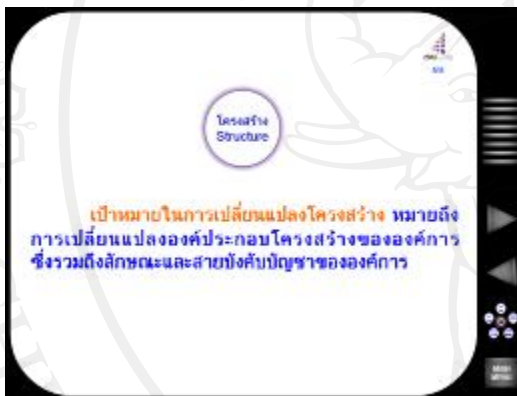 โครงสร้าง
Structure
เป้าหมายในการเปลี่ยนแปลงโครงสร้าง หมายถึง
การเปลี่ยนแปลงองค์ประกอบโครงสร้างขององค์การ
ซึ่งรวมถึงลักษณะและสายบังคับบัญชาขององค์การ
MAIN
MENU